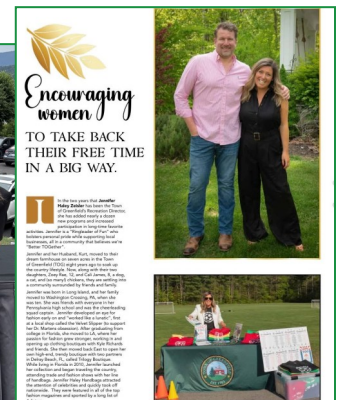 Encouraging
women
TO TAKE BACK
THEIR FREE TIME
IN A BIG WAY.
In the two years that Jennifer
Haley Zeisler has been the Town
of Greenfield's Recreation Director,
she has added nearly a dozen
new programs and increased
participation in long-time favorite
activities. Jennifer is a "Ringleader of Fun" who
bolsters personal pride while supporting local
businesses, all in a community that believes we're
"Better TOGether".
Jennifer and her Husband, Kurt, moved to their
dream farmhouse on seven acres in the Town
of Greenfield (TOG) eight years ago to soak up
the country lifestyle. Now, along with their two
daughters, Zoey Rae, 12, and Cali James, 8, a dog,
a cat, and (so many!) chickens, they are settling into
a community surrounded by friends and family.
Jennifer was born in Long Island, and her family
moved to Washington Crossing, PA, when she
was ten. She was friends with everyone in her
Pennsylvania high school and was the cheerleading
squad captain. Jennifer developed an eye for
fashion early on and "worked like a lunatic", first
at a local shop called the Velvet Slipper (to support
her Dr. Martens obsession). After graduating from
college in Florida, she moved to LA, where her
passion for fashion grew stronger, working in and
opening up clothing boutiques with Kyle Richards
and friends. She then moved back East to open her
own high-end, trendy boutique with two partners
in Delray Beach, FL, called Trilogy Boutique.
While living in Florida in 2010, Jennifer launched
her collection and began traveling the country,
attending trade and fashion shows with her line
of handbags. Jennifer Haley Handbags attracted
the attention of celebrities and quickly took off
nationwide. They were featured in all of the top
fashion magazines and sported by a long list of